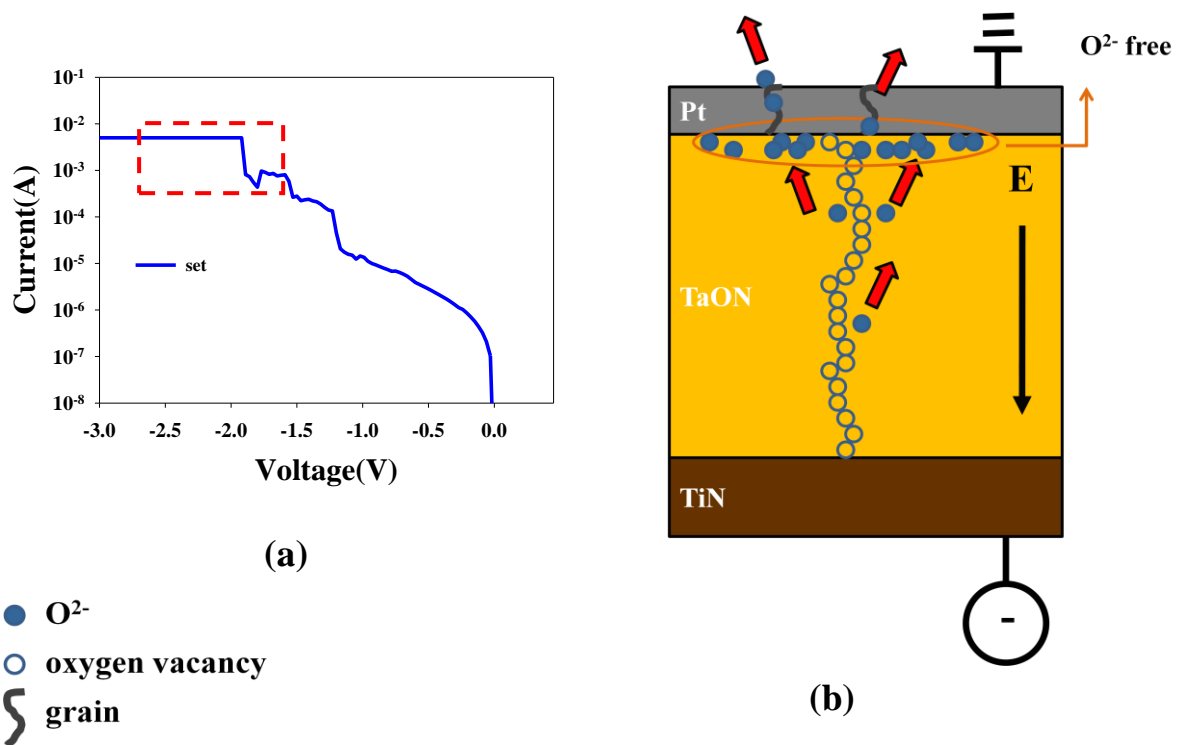 10⁻¹
10⁻²
10⁻³
10⁻⁴
10⁻⁵
10⁻⁶
10⁻⁷
10⁻⁸
Current(A)
set
-3.0 -2.5 -2.0 -1.5 -1.0 -0.5 0.0
Voltage(V)
(a)
O²⁻
oxygen vacancy
grain
O²⁻ free
Pt
E
TaON
TiN
-
(b)